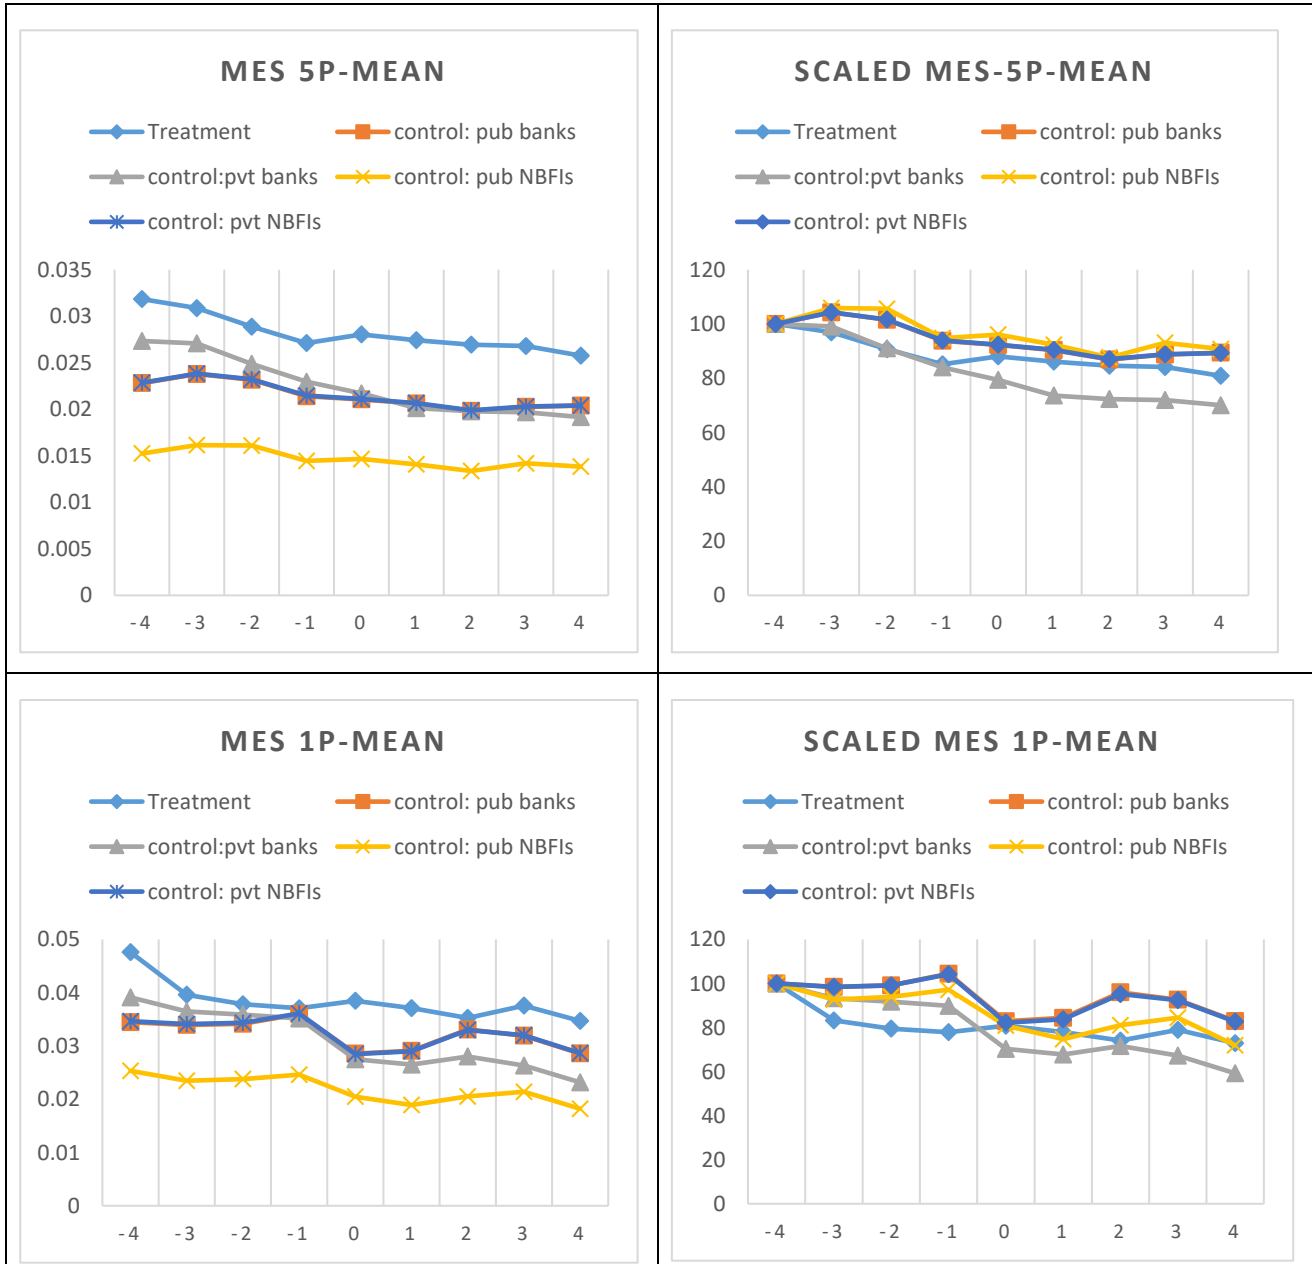 MES 5P-MEAN
Treatment
control: pub banks
control:pvt banks
control: pub NBFIs
control: pvt NBFIs
0.035
0.03
0.025
0.02
0.015
0.01
0.005
0
-4 -3 -2 -1 0 1 2 3 4
SCALED MES-5P-MEAN
Treatment
control: pub banks
control:pvt banks
control: pub NBFIs
control: pvt NBFIs
120
100
80
60
40
20
0
-4 -3 -2 -1 0 1 2 3 4
MES 1P-MEAN
Treatment
control: pub banks
control:pvt banks
control: pub NBFIs
control: pvt NBFIs
0.05
0.04
0.03
0.02
0.01
0
-4 -3 -2 -1 0 1 2 3 4
SCALED MES 1P-MEAN
Treatment
control: pub banks
control:pvt banks
control: pub NBFIs
control: pvt NBFIs
120
100
80
60
40
20
0
-4 -3 -2 -1 0 1 2 3 4